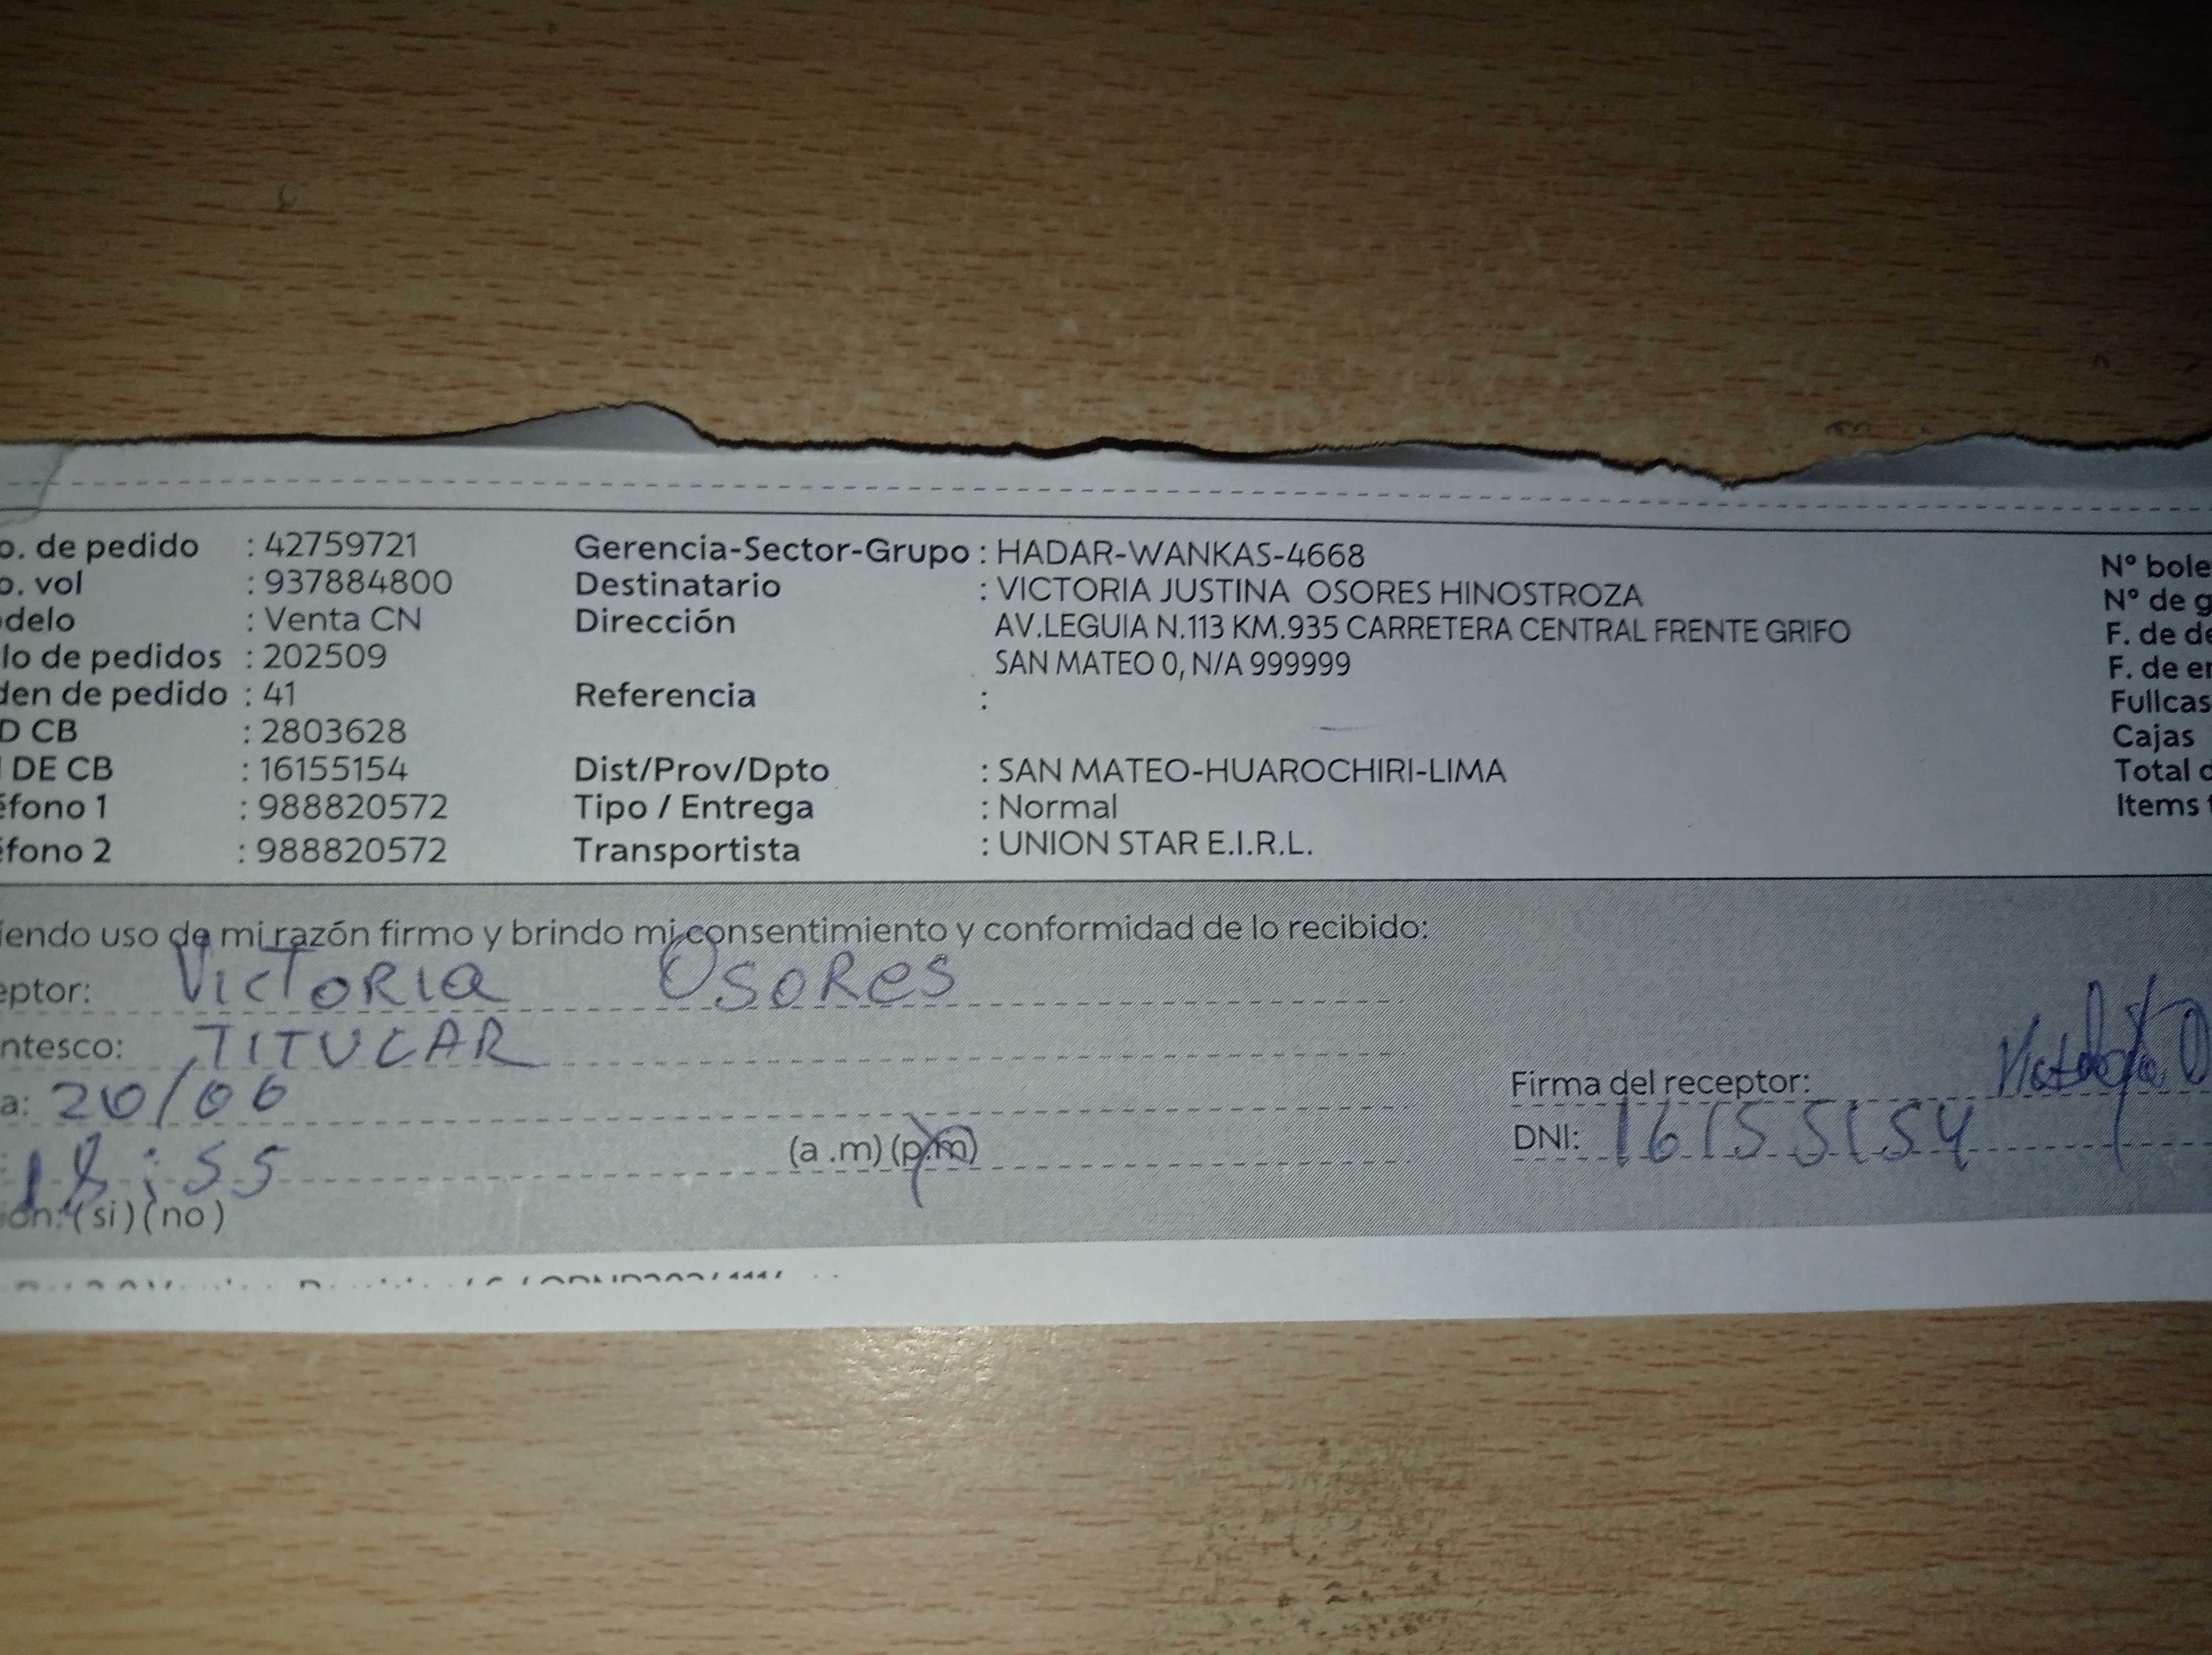 o. de pedido : 42759721
o. vol : 937884800
delo : Venta CN
lo de pedidos : 202509
den de pedido : 41
D CB : 2803628
DE CB : 16155154
éfono 1 : 988820572
éfono 2 : 988820572
Gerencia-Sector-Grupo : HADAR-WANKAS-4668
Destinatario : VICTORIA JUSTINA OSORES HINOSTROZA
Dirección AV.LEGUIA N.113 KM.935 CARRETERA CENTRAL FRENTE GRIFO
SAN MATEO 0, N/A 999999
Referencia :
Dist/Prov/Dpto : SAN MATEO-HUAROCHIRI-LIMA
Tipo / Entrega : Normal
Transportista : UNION STAR E.I.R.L.
N° bole
N° de g
F. de de
F. de en
Fullcas
Cajas
Total d
Items t
iendo uso de mi razón firmo y brindo mi consentimiento y conformidad de lo recibido:
eptor: Victoria Osores
ntesco: TITULAR
a: 20/06
18:55 (a .m) (p.m)
ón: (si) (no)
Firma del receptor:
DNI: 16155154